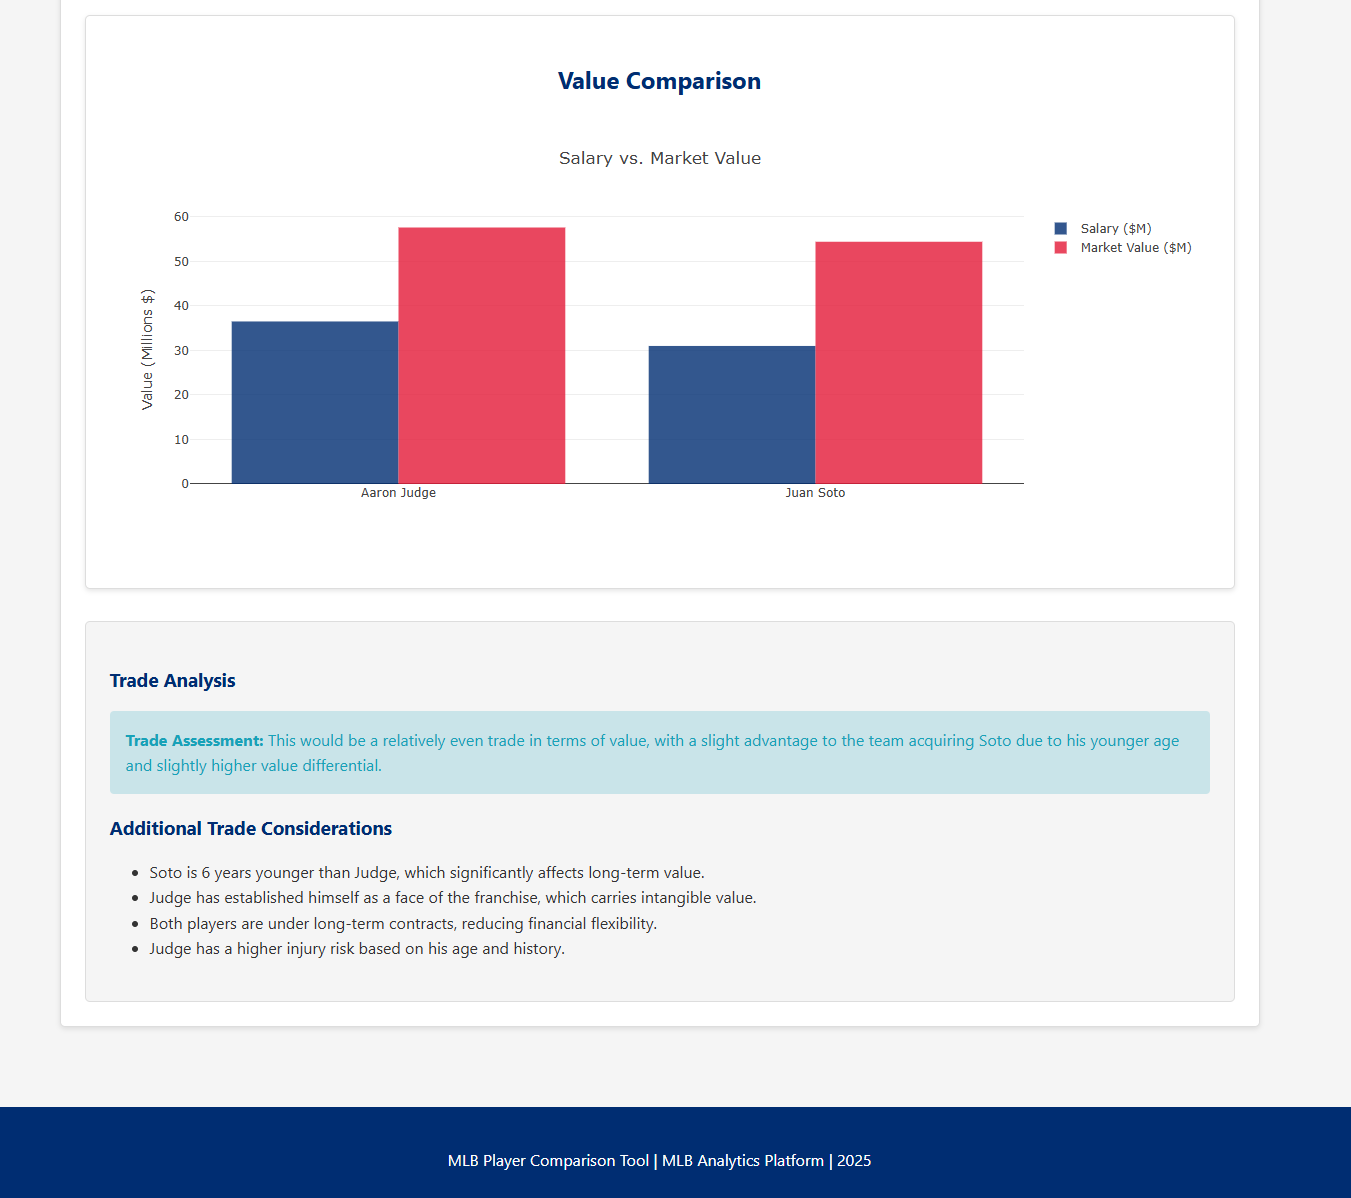 Value Comparison
Salary vs. Market Value
Salary ($M)
Market Value ($M)
Value (Millions $)
60
50
40
30
20
10
0
Aaron Judge
Juan Soto
Trade Analysis
Trade Assessment: This would be a relatively even trade in terms of value, with a slight advantage to the team acquiring Soto due to his younger age
and slightly higher value differential.
Additional Trade Considerations
• Soto is 6 years younger than Judge, which significantly affects long-term value.
• Judge has established himself as a face of the franchise, which carries intangible value.
• Both players are under long-term contracts, reducing financial flexibility.
• Judge has a higher injury risk based on his age and history.
MLB Player Comparison Tool | MLB Analytics Platform | 2025